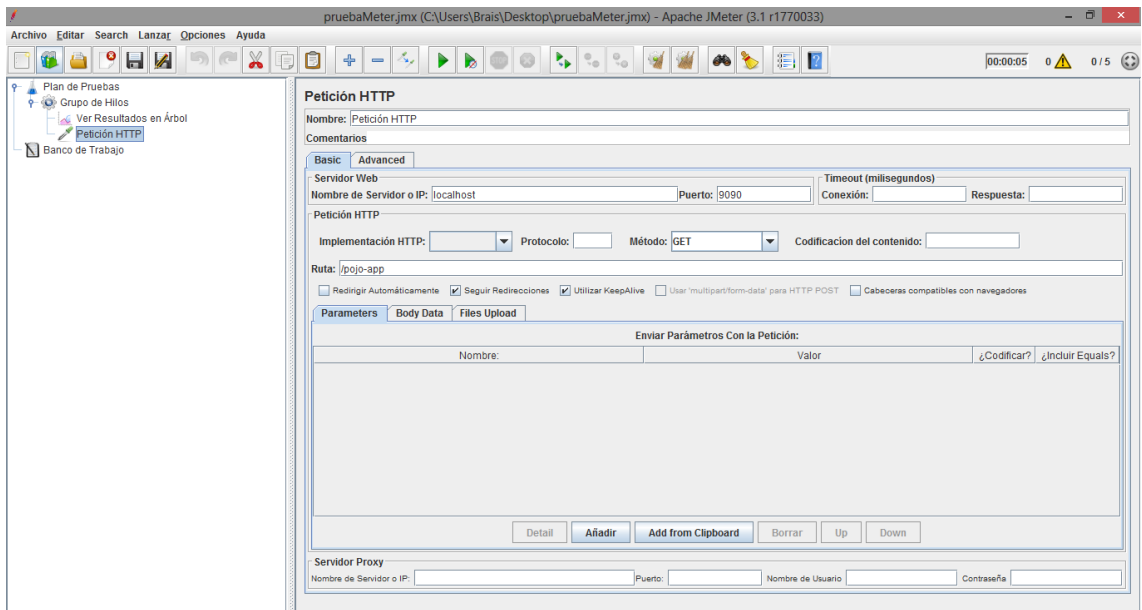 pruebaMeter.jmx (C:\Users\Brais\Desktop\pruebaMeter.jmx) - Apache JMeter (3.1 r1770033)
Archivo Editar Search Lanzar Opciones Ayuda
00:00:05 0 0 / 5
Plan de Pruebas
Grupo de Hilos
Ver Resultados en Árbol
Petición HTTP
Banco de Trabajo
Petición HTTP
Nombre: Petición HTTP
Comentarios
Basic Advanced
Servidor Web Timeout (milisegundos)
Nombre de Servidor o IP: localhost Puerto: 9090 Conexión: Respuesta:
Petición HTTP
Implementación HTTP: Protocolo: Método: GET Codificacion del contenido:
Ruta: /pojo-app
Redirigir Automáticamente Seguir Redirecciones Utilizar KeepAlive Usar 'multipart/form-data' para HTTP POST Cabeceras compatibles con navegadores
Parameters Body Data Files Upload
Enviar Parámetros Con la Petición:
Nombre: Valor ¿Codificar? ¿Incluir Equals?
Detail Añadir Add from Clipboard Borrar Up Down
Servidor Proxy
Nombre de Servidor o IP: Puerto: Nombre de Usuario Contraseña